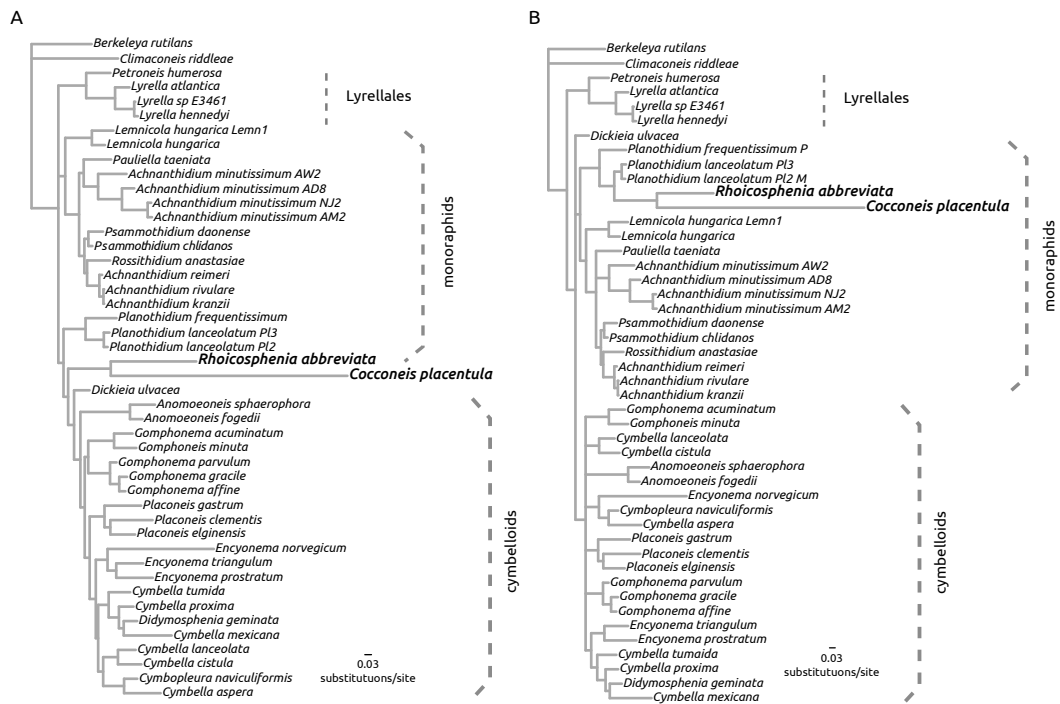 A
Berkeleya rutilans
Climaconeis riddleae
Petroneis humerosa
Lyrella atlantica
Lyrella sp E3461
Lyrella hennedyi
Lyrellales
Lemnicola hungarica Lemn1
Lemnicola hungarica
Pauliella taeniata
Achnanthidium minutissimum AW2
Achnanthidium minutissimum AD8
Achnanthidium minutissimum NJ2
Achnanthidium minutissimum AM2
Psammothidium daonense
Psammothidium chlidanos
Rossithidium anastasiae
Achnanthidium reimeri
Achnanthidium rivulare
Achnanthidium kranzii
Planothidium frequentissimum
Planothidium lanceolatum Pl3
Planothidium lanceolatum Pl2
Rhoicosphenia abbreviata
Cocconeis placentula
monoraphids
Dickieia ulvacea
Anomoeoneis sphaerophora
Anomoeoneis fogedii
Gomphonema acuminatum
Gomphoneis minuta
Gomphonema parvulum
Gomphonema gracile
Gomphonema affine
Placoneis gastrum
Placoneis clementis
Placoneis elginensis
Encyonema norvegicum
Encyonema triangulum
Encyonema prostratum
Cymbella tumida
Cymbella proxima
Didymosphenia geminata
Cymbella mexicana
Cymbella lanceolata
Cymbella cistula
Cymbopleura naviculiformis
Cymbella aspera
cymbelloids
0.03
substitutuons/site
B
Berkeleya rutilans
Climaconeis riddleae
Petroneis humerosa
Lyrella atlantica
Lyrella sp E3461
Lyrella hennedyi
Lyrellales
Dickieia ulvacea
Planothidium frequentissimum P
Planothidium lanceolatum Pl3
Planothidium lanceolatum Pl2 M
Rhoicosphenia abbreviata
Cocconeis placentula
Lemnicola hungarica Lemn1
Lemnicola hungarica
Pauliella taeniata
Achnanthidium minutissimum AW2
Achnanthidium minutissimum AD8
Achnanthidium minutissimum NJ2
Achnanthidium minutissimum AM2
Psammothidium daonense
Psammothidium chlidanos
Rossithidium anastasiae
Achnanthidium reimeri
Achnanthidium rivulare
Achnanthidium kranzii
monoraphids
Gomphonema acuminatum
Gomphoneis minuta
Cymbella lanceolata
Cymbella cistula
Anomoeoneis sphaerophora
Anomoeoneis fogedii
Encyonema norvegicum
Cymbopleura naviculiformis
Cymbella aspera
Placoneis gastrum
Placoneis clementis
Placoneis elginensis
Gomphonema parvulum
Gomphonema gracile
Gomphonema affine
Encyonema triangulum
Encyonema prostratum
Cymbella tumaida
Cymbella proxima
Didymosphenia geminata
Cymbella mexicana
cymbelloids
0.03
substitutuons/site